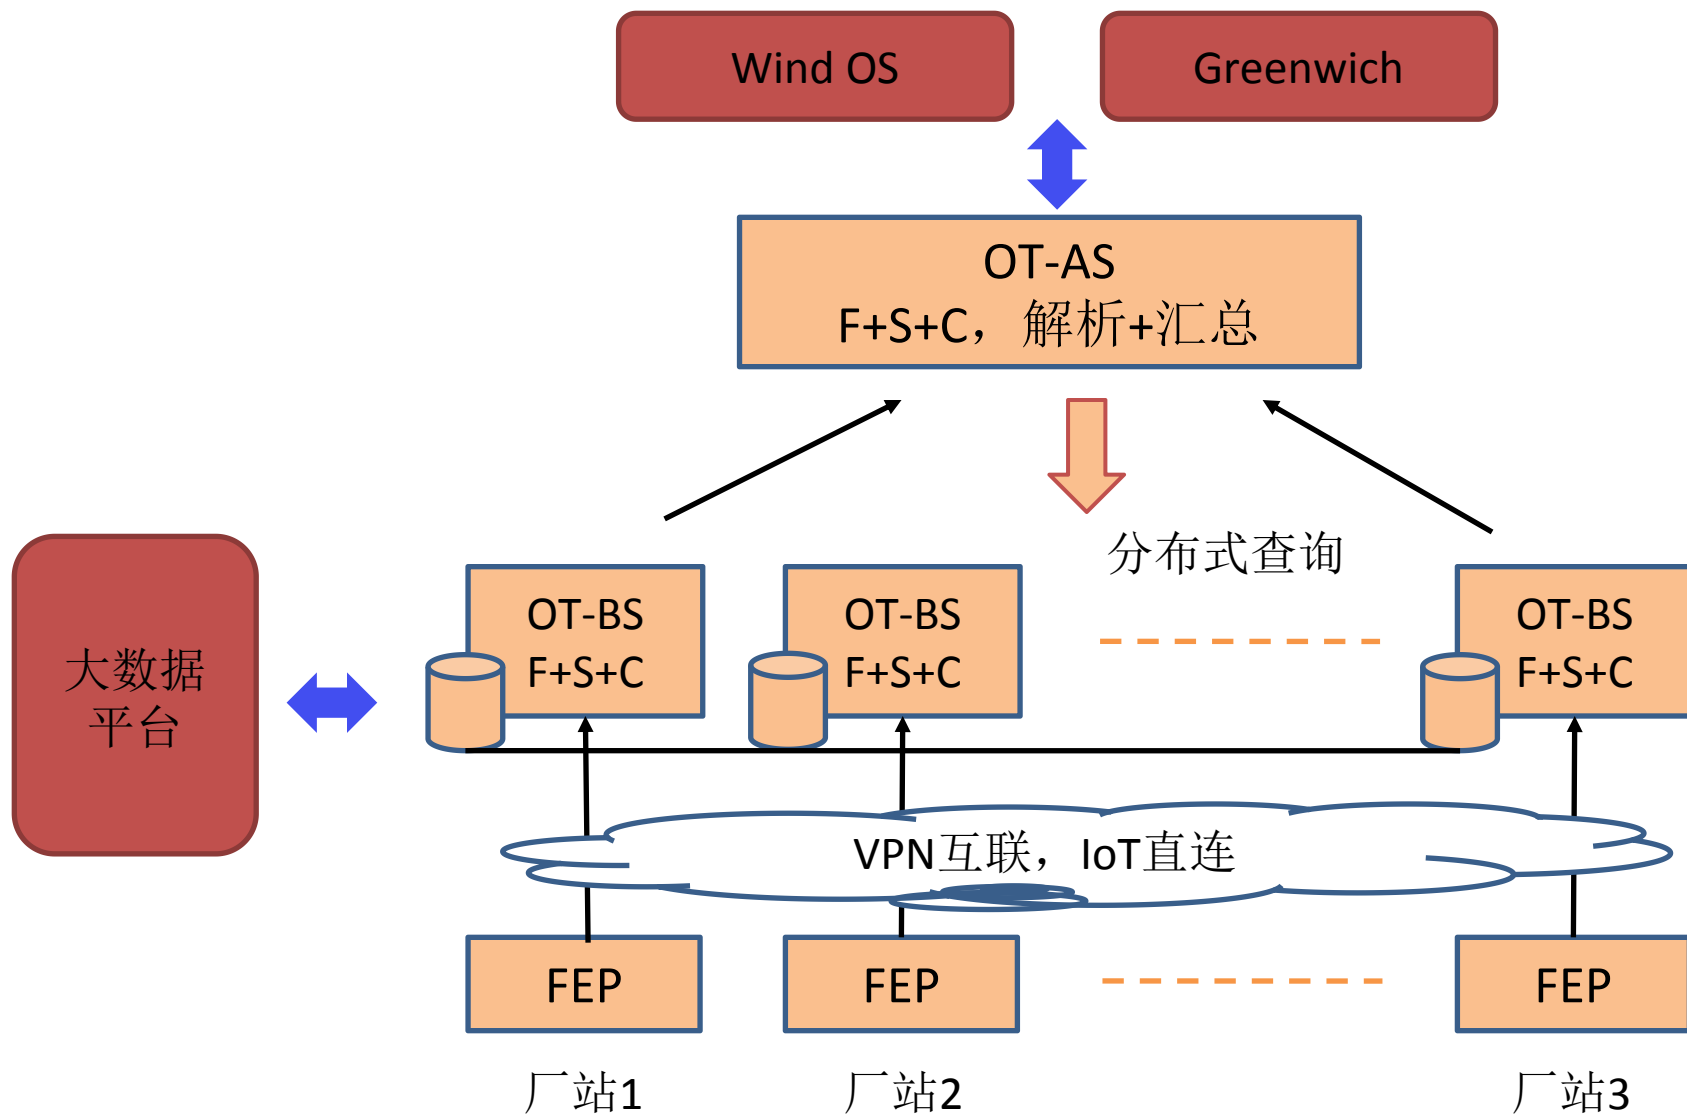 Wind OS
Greenwich
OT-AS
F+S+C，解析+汇总
分布式查询
大数据
平台
OT-BS
F+S+C
OT-BS
F+S+C
OT-BS
F+S+C
VPN互联，IoT直连
FEP
FEP
FEP
厂站1
厂站2
厂站3